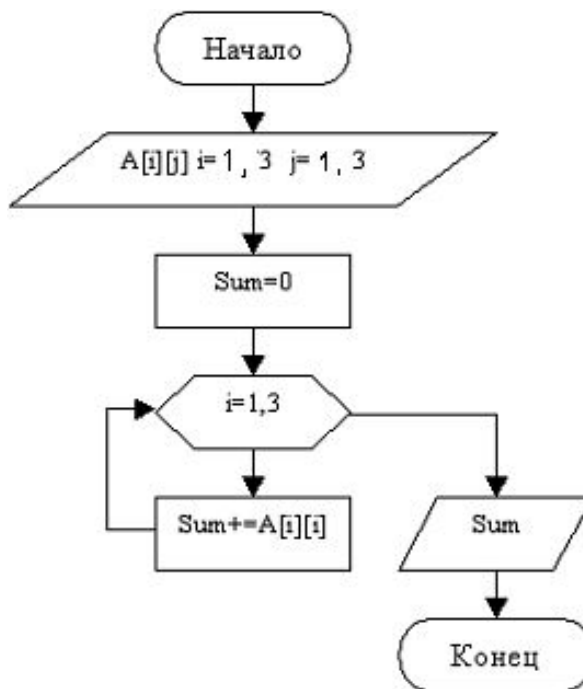 Начало
A[i][j] i=1, 3 j=1, 3
Sum=0
i=1,3
Sum+=A[i][i]
Sum
Конец